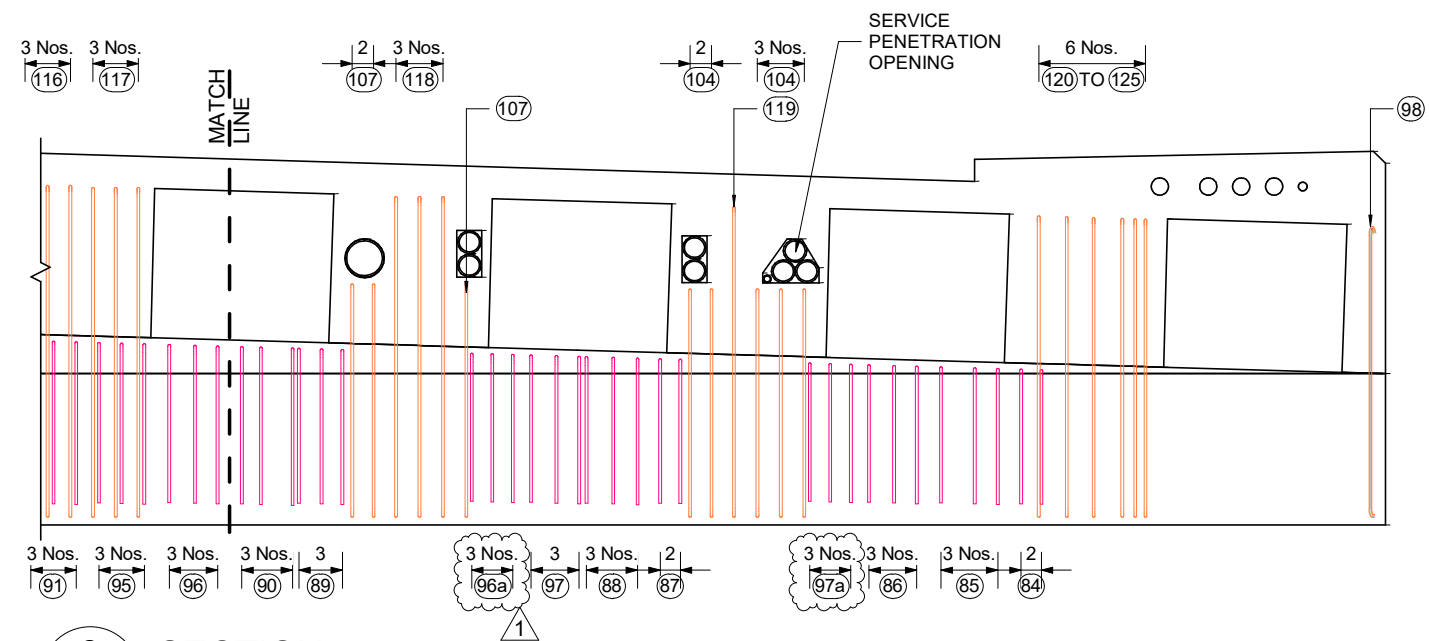 SERVICE
PENETRATION
OPENING
3 Nos. 3 Nos. 2 3 Nos. 2 3 Nos. 6 Nos.
116 117 107 118 104 104 120 TO 125
MATCH
LINE
107 119 98
3 Nos. 3 Nos. 3 Nos. 3 Nos. 3 3 Nos. 3 3 Nos. 2 3 Nos. 3 Nos. 3 Nos. 2
91 95 96 90 89 96a 97 88 87 97a 86 85 84
1